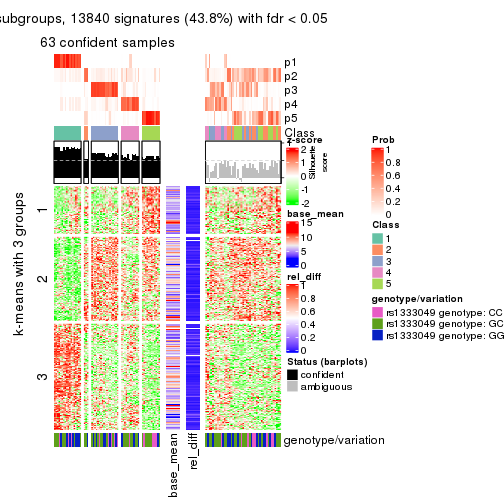 subgroups, 13840 signatures (43.8%) with fdr < 0.05
63 confident samples
p1
p2
p3
p4
p5
Class
1
2
3
k-means with 3 groups
base_mean
rel_diff
genotype/variation
z-score
2
1
0
-1
-2
Silhouette
score
base_mean
15
10
5
0
rel_diff
1
0.8
0.6
0.4
0.2
0
Status (barplots)
confident
ambiguous
Prob
1
0.8
0.6
0.4
0.2
0
Class
1
2
3
4
5
genotype/variation
rs1333049 genotype: CC
rs1333049 genotype: GC
rs1333049 genotype: GG